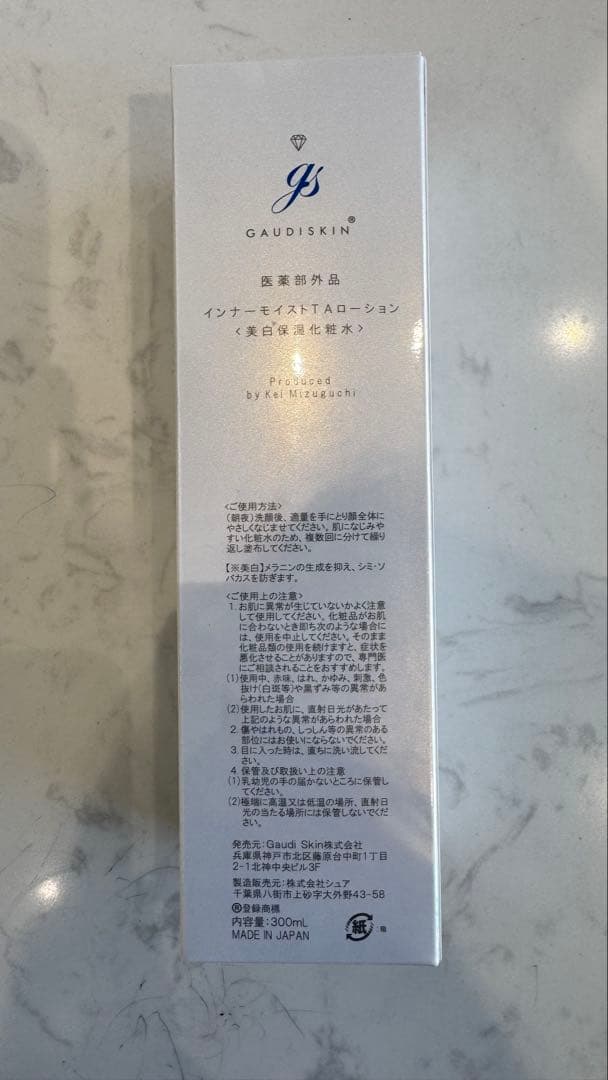 gs
GAUDISKIN®
医薬部外品
インナーモイストTAローション
<美白保湿化粧水>
Produced
by Kei Mizuguchi
<ご使用方法>
(朝夜)洗顔後、適量を手にとり顔全体に
やさしくなじませてください。肌になじみや
すい化粧水のため、複数回に分けて繰り
返し塗布してください。
【※美白】メラニンの生成を抑え、シミ・ソ
バカスを防ぎます。
<ご使用上の注意>
1. お肌に異常が生じていないかよく注意
して使用してください。化粧品がお肌
に合わないとき即ち次のような場合に
は、使用を中止してください。そのまま
化粧品類の使用を続けますと、症状を
悪化させることがありますので、専門医
にご相談されることをおすすめします。
(1)使用中、赤味、はれ、かゆみ、刺激、色
抜け(白斑等)や黒ずみ等の異常があ
らわれた場合
(2)使用したお肌に、直射日光があたって
上記のような異常があらわれた場合
2. 傷やはれもの、しっしん等の異常のある
部位にはお使いにならないでください。
3. 目に入った時は、直ちに洗い流してくだ
さい。
4. 保管及び取扱い上の注意
(1)乳幼児の手の届かないところに保管し
てください。
(2)極端に高温又は低温の場所、直射日
光の当たる場所には保管しないでくだ
さい。
発売元:Gaudi Skin株式会社
兵庫県神戸市北区藤原台中町1丁目
2-1北神中央ビル3F
製造販売元:株式会社シュア
千葉県八街市上砂字大外野43-58
®登録商標
内容量:300mL
MADE IN JAPAN
紙:箱